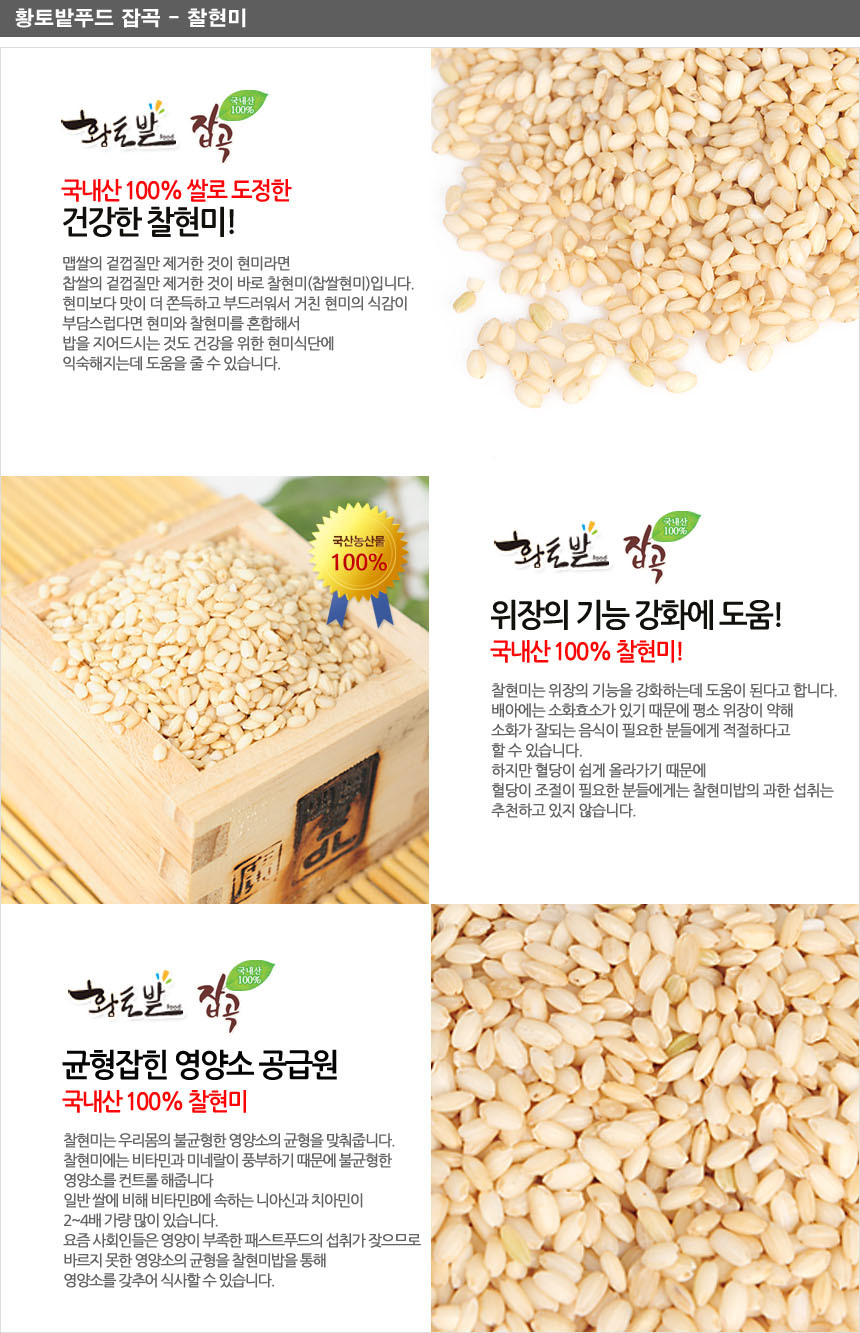 황토밭푸드 잡곡 - 찰현미
황토밭 food 잡곡 국내산 100%
국내산 100% 쌀로 도정한
건강한 찰현미!
맵쌀의 겉껍질만 제거한 것이 현미라면
찹쌀의 겉껍질만 제거한 것이 바로 찰현미(찹쌀현미)입니다.
현미보다 맛이 더 쫀득하고 부드러워서 거친 현미의 식감이
부담스럽다면 현미와 찰현미를 혼합해서
밥을 지어드시는 것도 건강을 위한 현미식단에
익숙해지는데 도움을 줄 수 있습니다.
국산농산물
100%
황토밭 food 잡곡 국내산 100%
위장의 기능 강화에 도움!
국내산 100% 찰현미!
찰현미는 위장의 기능을 강화하는데 도움이 된다고 합니다.
배아에는 소화효소가 있기 때문에 평소 위장이 약해
소화가 잘되는 음식이 필요한 분들에게 적절하다고
할 수 있습니다.
하지만 혈당이 쉽게 올라가기 때문에
혈당이 조절이 필요한 분들에게는 찰현미밥의 과한 섭취는
추천하고 있지 않습니다.
황토밭 food 잡곡 국내산 100%
균형잡힌 영양소 공급원
국내산 100% 찰현미
찰현미는 우리몸의 불균형한 영양소의 균형을 맞춰줍니다.
찰현미에는 비타민과 미네랄이 풍부하기 때문에 불균형한
영양소를 컨트롤 해줍니다
일반 쌀에 비해 비타민B에 속하는 니아신과 치아민이
2~4배 가량 많이 있습니다.
요즘 사회인들은 영양이 부족한 패스트푸드의 섭취가 잦으므로
바르지 못한 영양소의 균형을 찰현미밥을 통해
영양소를 갖추어 식사할 수 있습니다.